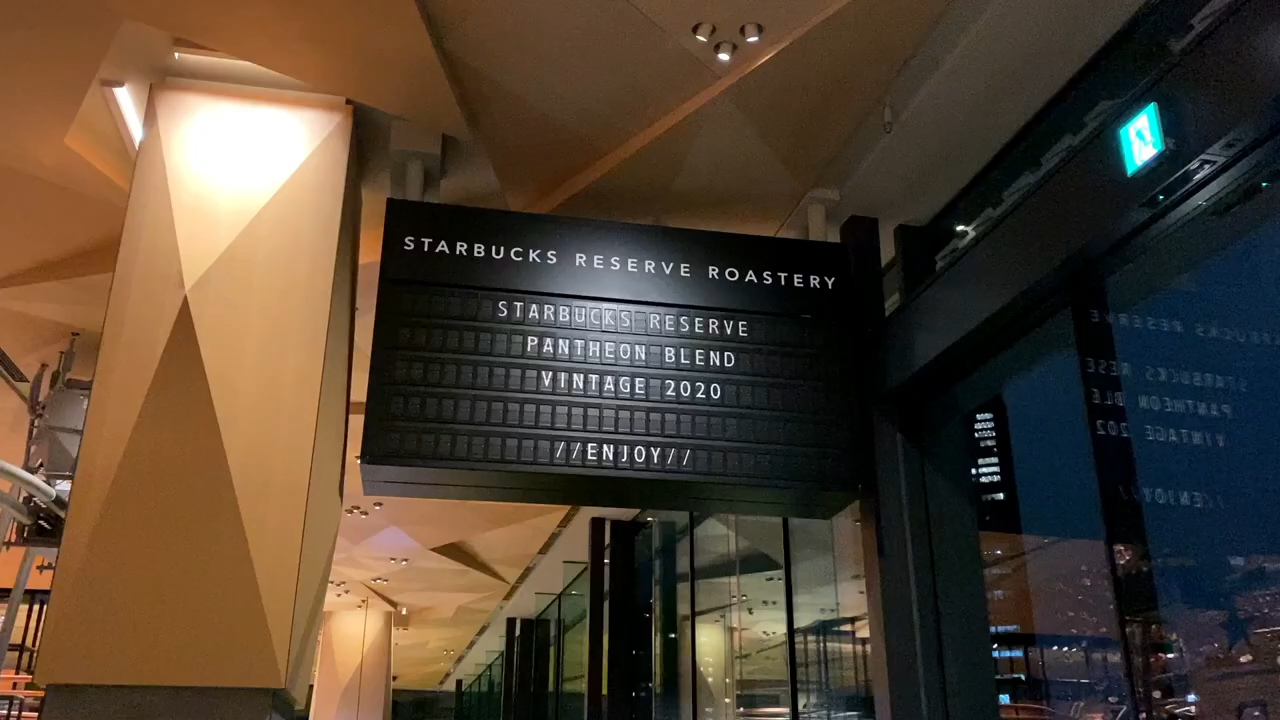 STARBUCKS RESERVE ROASTERY
STARBUCKS RESERVE
PANTHEON BLEND
VINTAGE 2020
//ENJOY//